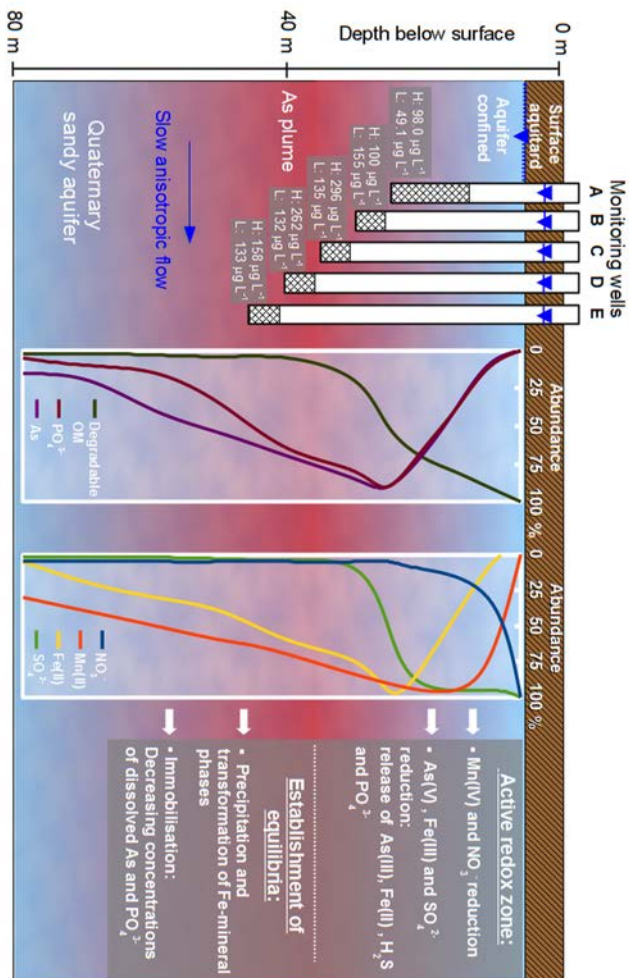 0 m
40 m
80 m
Depth below surface
Monitoring wells
A
B
C
D
E
Surface
aquitard
Aquifer
confined
H: 98.0 µg L⁻¹
L: 49.1 µg L⁻¹
H: 100 µg L⁻¹
L: 155 µg L⁻¹
H: 296 µg L⁻¹
L: 135 µg L⁻¹
H: 262 µg L⁻¹
L: 132 µg L⁻¹
H: 158 µg L⁻¹
L: 133 µg L⁻¹
As plume
Slow anisotropic flow
Quaternary
sandy aquifer
Abundance
0 25 50 75 100 %
Degradable
OM
PO₄³⁻
As
Abundance
0 25 50 75 100 %
NO₃⁻
Mn(II)
Fe(II)
SO₄²⁻
Active redox zone:
• Mn(IV) and NO₃⁻ reduction
• As(V), Fe(III) and SO₄²⁻
reduction:
release of As(III), Fe(II), H₂S
and PO₄³⁻
Establishment of
equilibria:
• Precipitation and
transformation of Fe-mineral
phases
• Immobilisation:
Decreasing concentrations
of dissolved As and PO₄³⁻